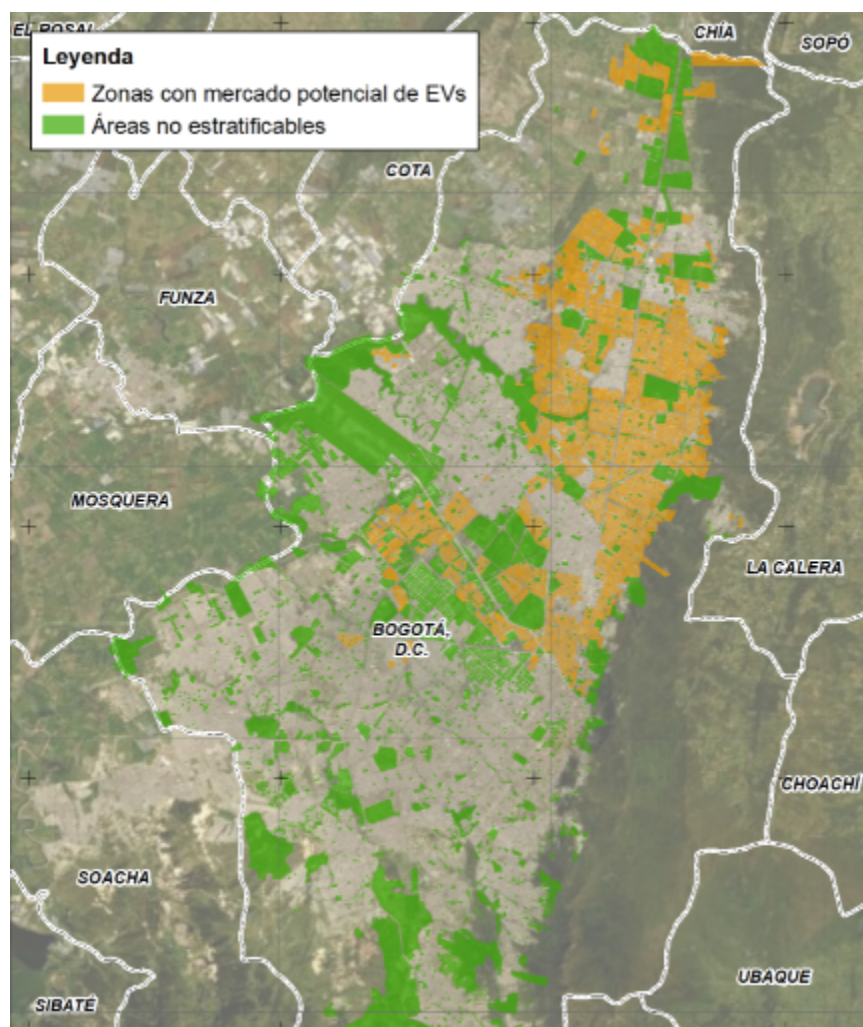 EL ROSAL
CHÍA
SOPÓ
Leyenda
Zonas con mercado potencial de EVs
Áreas no estratificables
COTA
FUNZA
MOSQUERA
LA CALERA
BOGOTÁ,
D.C.
CHOACHÍ
SOACHA
UBAQUE
SIBATÉ